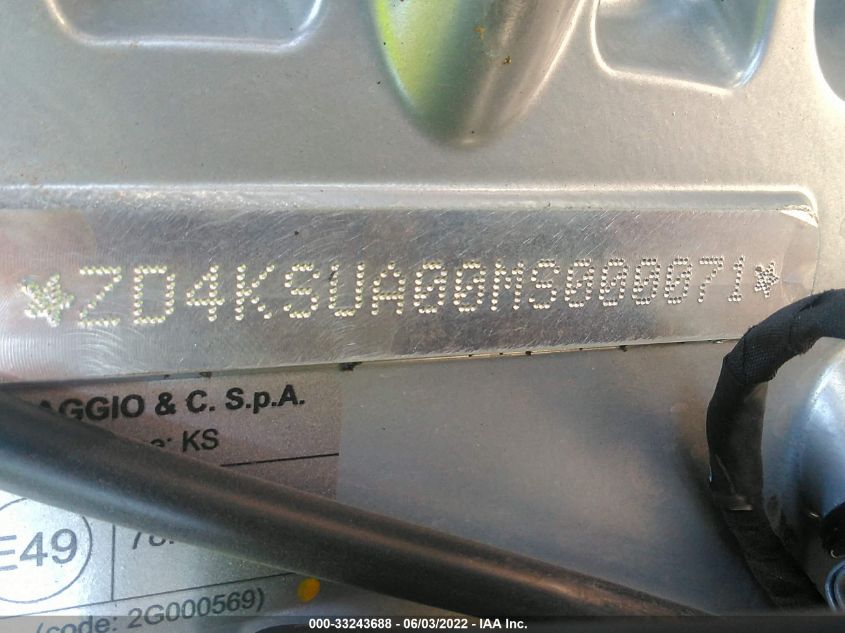 *ZD4KSUA00MS000071*
AGGIO & C. S.p.A.
: KS
E49
(code: 2G000569)
000-33243688 - 06/03/2022 - IAA Inc.